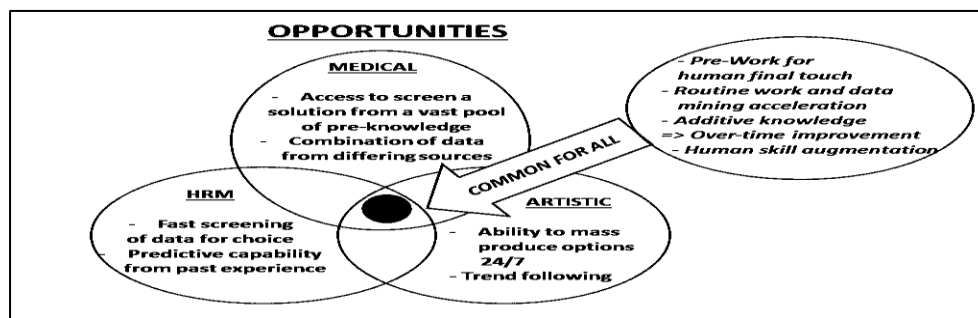 OPPORTUNITIES
MEDICAL
- Access to screen a
solution from a vast pool
of pre-knowledge
- Combination of data
from differing sources
- Pre-Work for
human final touch
- Routine work and data
mining acceleration
- Additive knowledge
=> Over-time improvement
- Human skill augmentation
COMMON FOR ALL
HRM
- Fast screening
of data for choice
- Predictive capability
from past experience
ARTISTIC
- Ability to mass
produce options
24/7
- Trend following